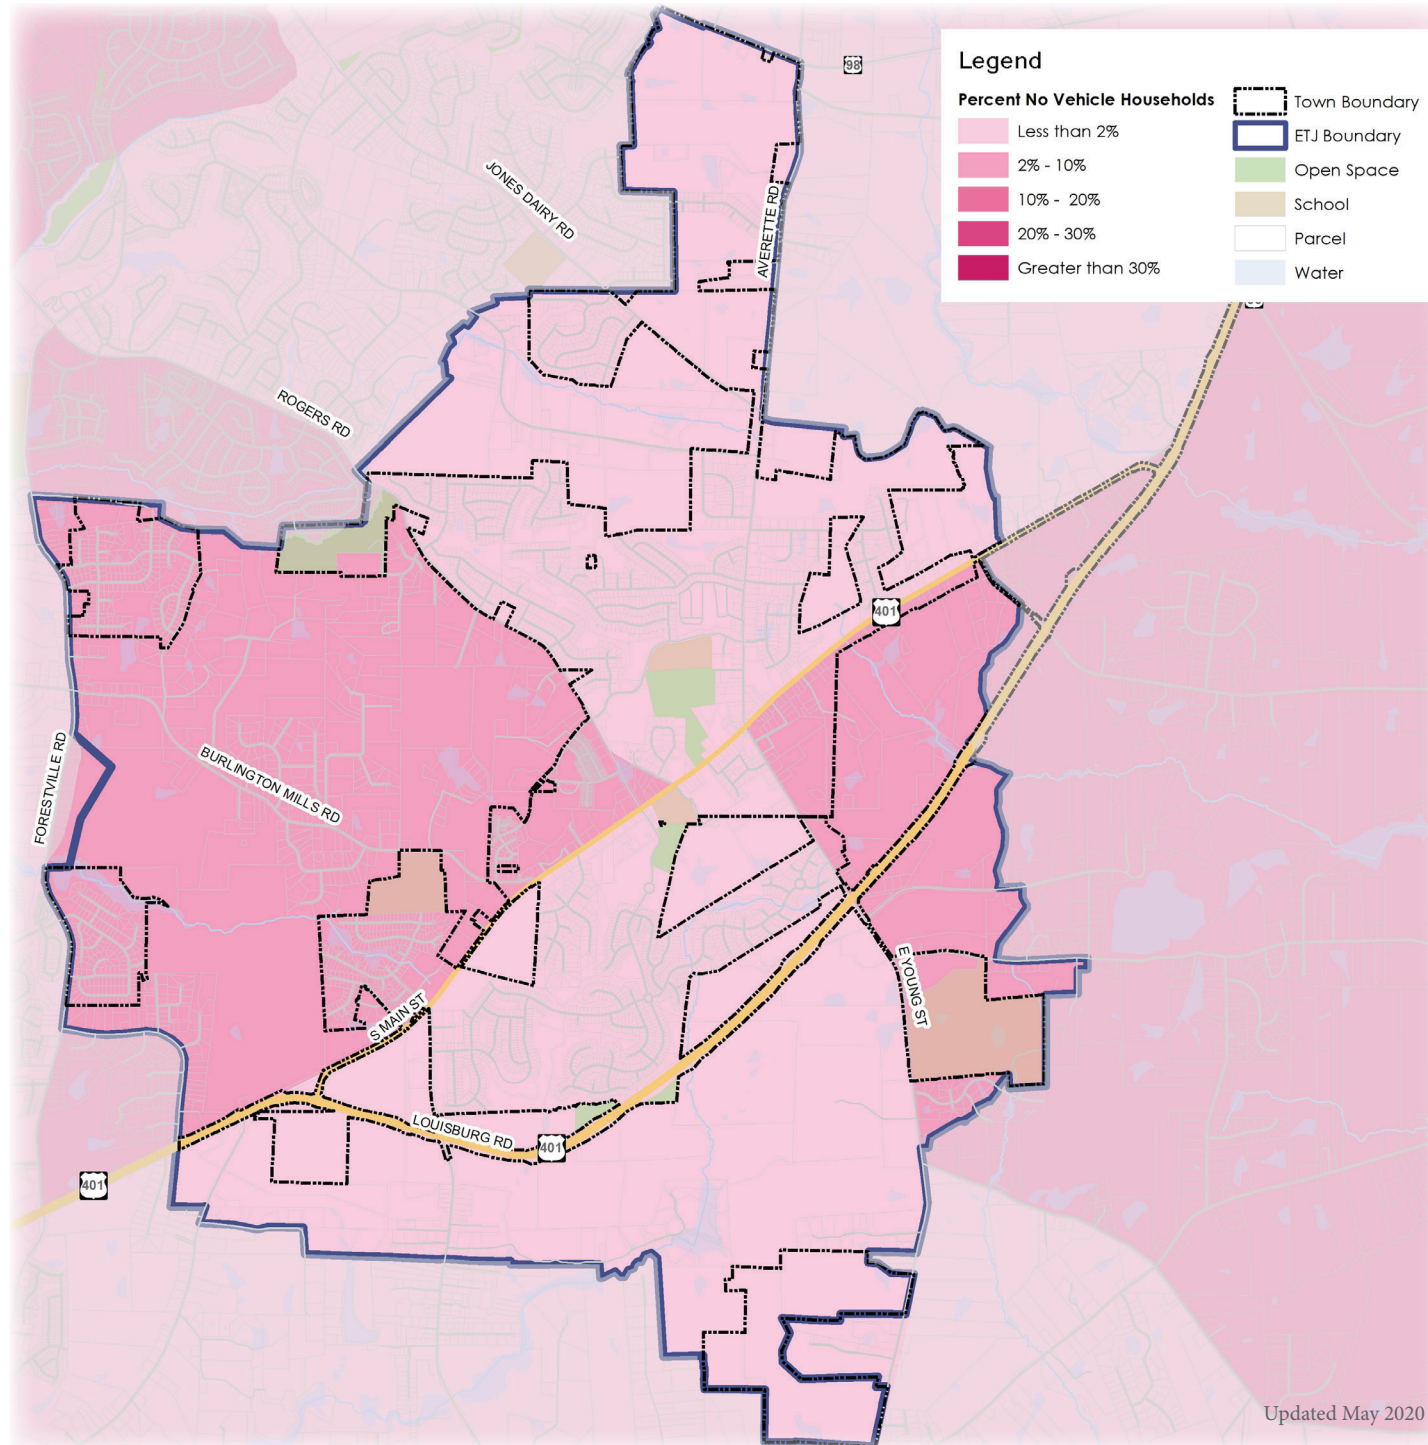 98
Legend
Percent No Vehicle Households
Less than 2%
2% - 10%
10% - 20%
20% - 30%
Greater than 30%
Town Boundary
ETJ Boundary
Open Space
School
Parcel
Water
JONES DAIRY RD
AVERETTE RD
ROGERS RD
401
FORESTVILLE RD
BURLINGTON MILLS RD
E YOUNG ST
S MAIN ST
LOUISBURG RD
401
401
Updated May 2020